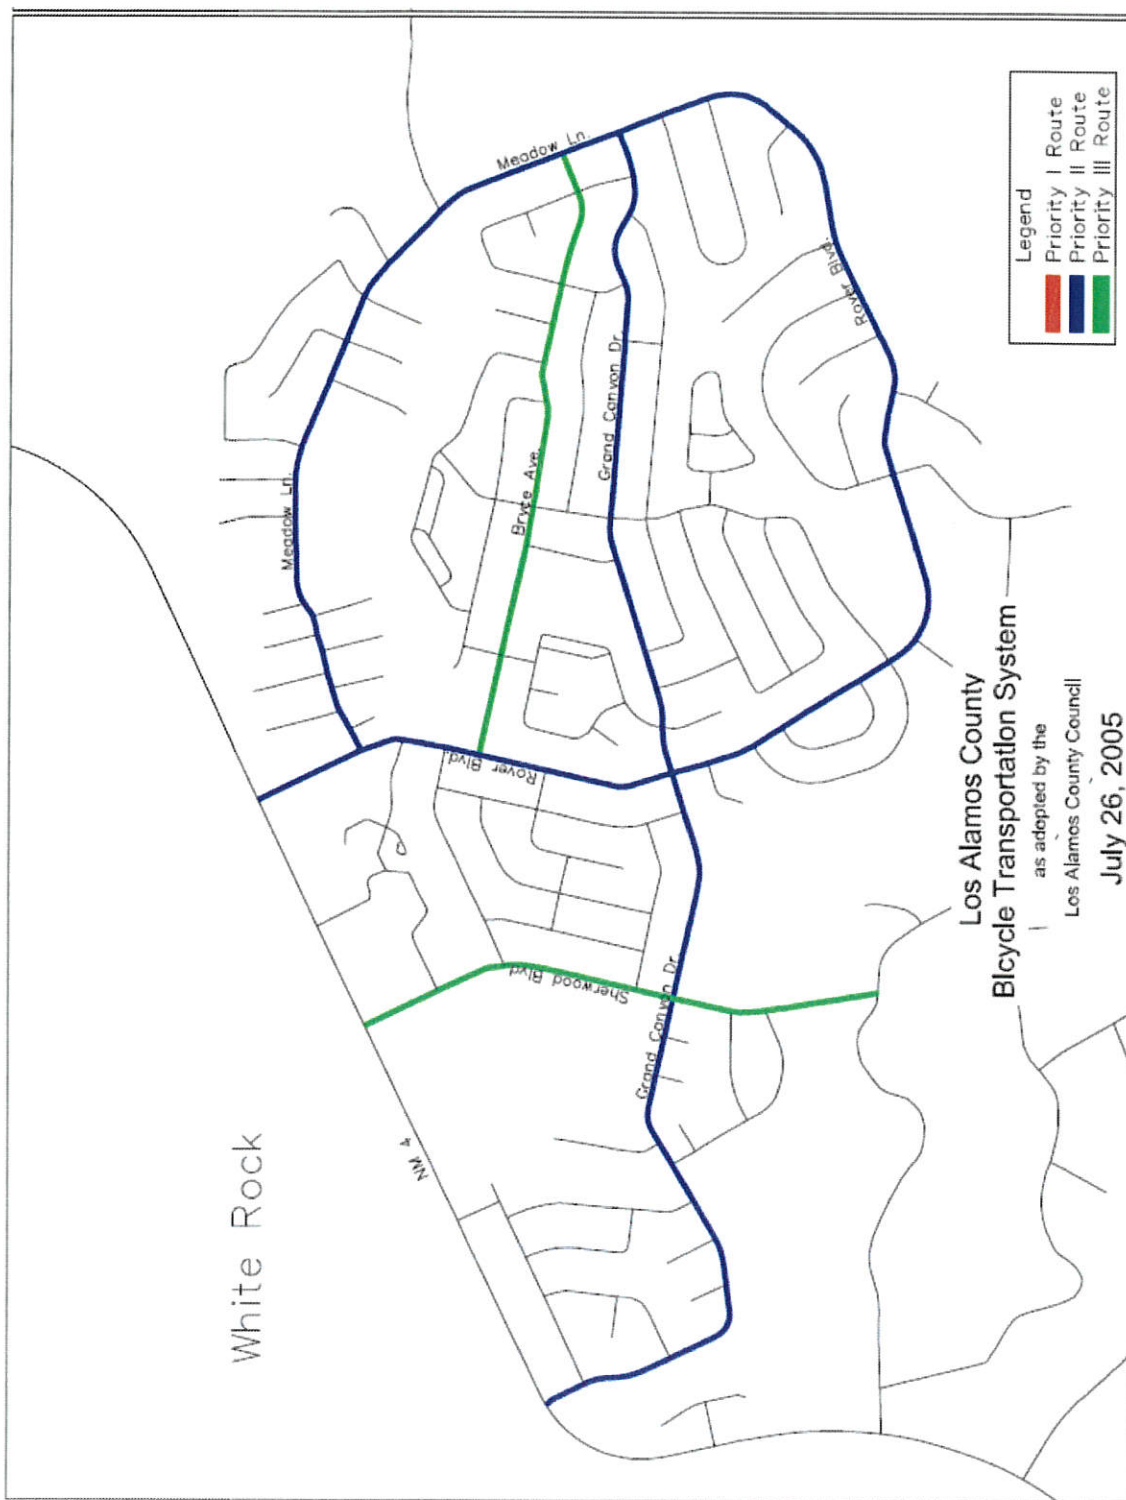 White Rock
NM 4
Meadow Ln.
Meadow Ln.
Bryce Ave.
Grand Canyon Dr.
Rover Blvd.
Rover Blvd.
Sherwood Blvd.
Grand Canyon Dr.
Legend
Priority I Route
Priority II Route
Priority III Route
Los Alamos County
Bicycle Transportation System
as adopted by the
Los Alamos County Council
July 26, 2005